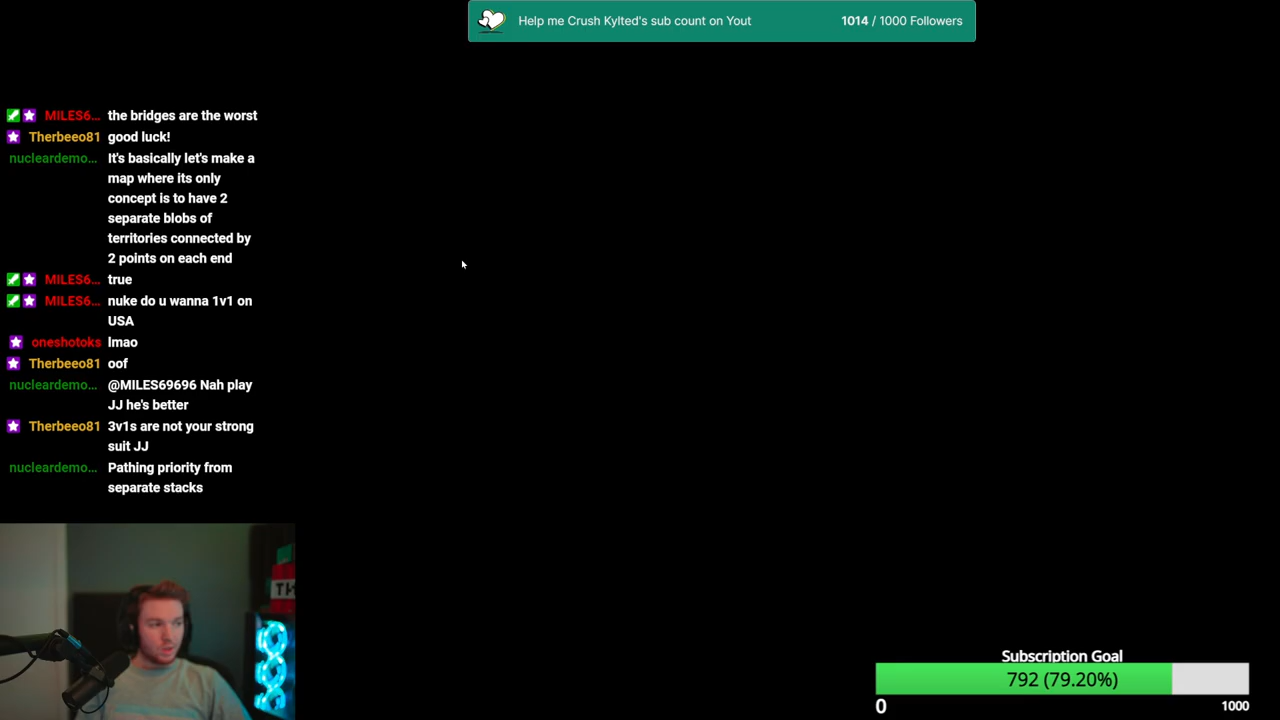 Help me Crush Kylted's sub count on Yout
1014 / 1000 Followers
MILES6... the bridges are the worst
Therbeeo81 good luck!
nucleardemo... It's basically let's make a
map where its only
concept is to have 2
separate blobs of
territories connected by
2 points on each end
MILES6... true
MILES6... nuke do u wanna 1v1 on
USA
oneshotoks lmao
Therbeeo81 oof
nucleardemo... @MILES69696 Nah play
JJ he's better
Therbeeo81 3v1s are not your strong
suit JJ
nucleardemo... Pathing priority from
separate stacks
Subscription Goal
792 (79.20%)
0 1000